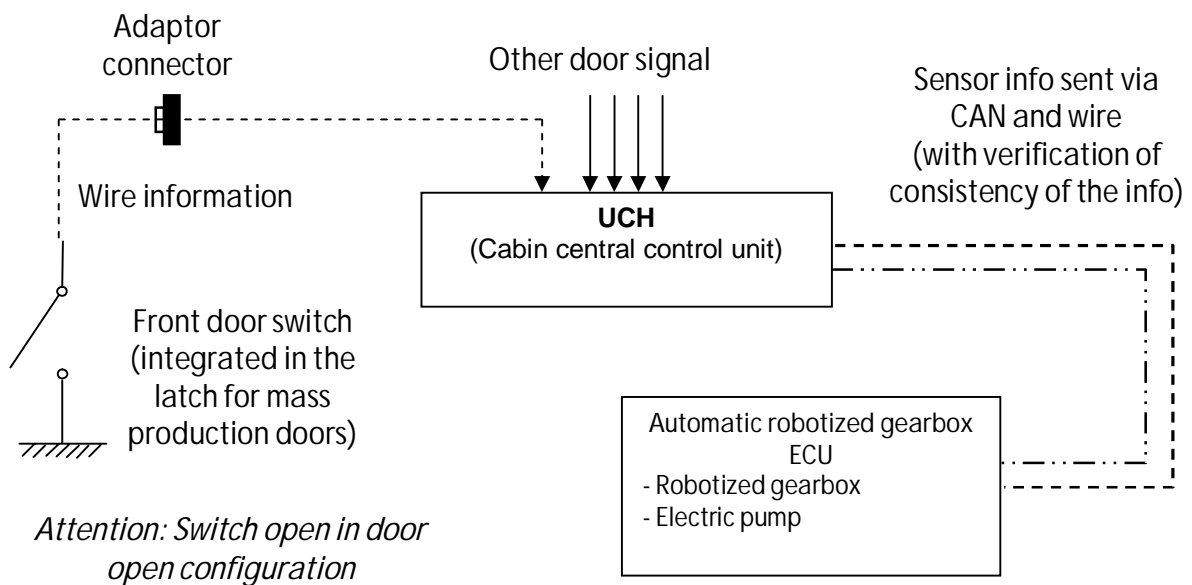 Adaptor
connector
Other door signal
Sensor info sent via
CAN and wire
(with verification of
consistency of the info)
Wire information
UCH
(Cabin central control unit)
Front door switch
(integrated in the
latch for mass
production doors)
Automatic robotized gearbox
ECU
- Robotized gearbox
- Electric pump
Attention: Switch open in door
open configuration